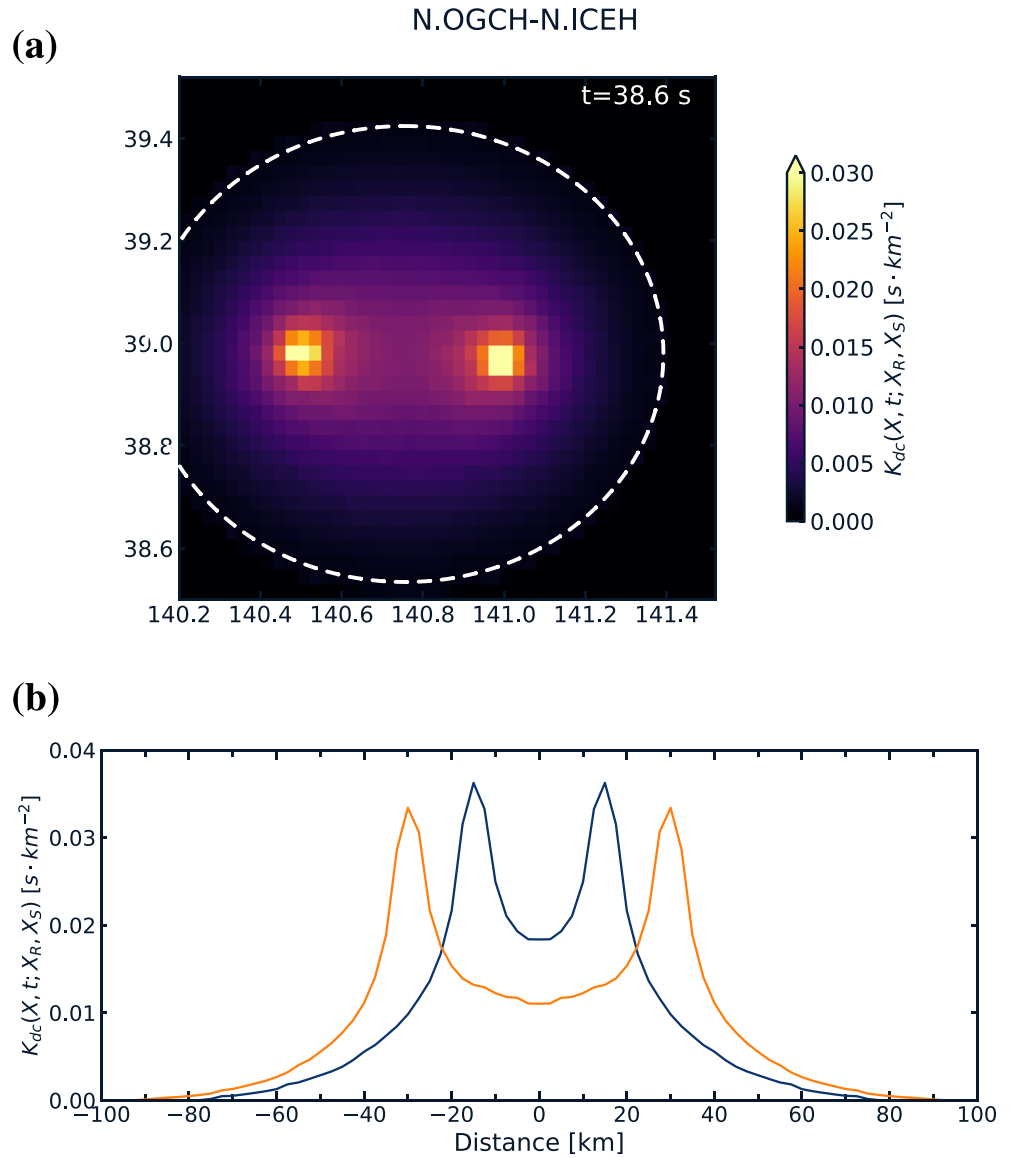 N.OGCH-N.ICEH
(a)
t=38.6 s
39.4
39.2
39.0
38.8
38.6
140.2 140.4 140.6 140.8 141.0 141.2 141.4
0.030
0.025
0.020
0.015
0.010
0.005
0.000
K_dc(X, t; X_R, X_S) [s · km⁻²]
(b)
0.04
0.03
0.02
0.01
0.00
K_dc(X, t; X_R, X_S) [s · km⁻²]
−100 −80 −60 −40 −20 0 20 40 60 80 100
Distance [km]